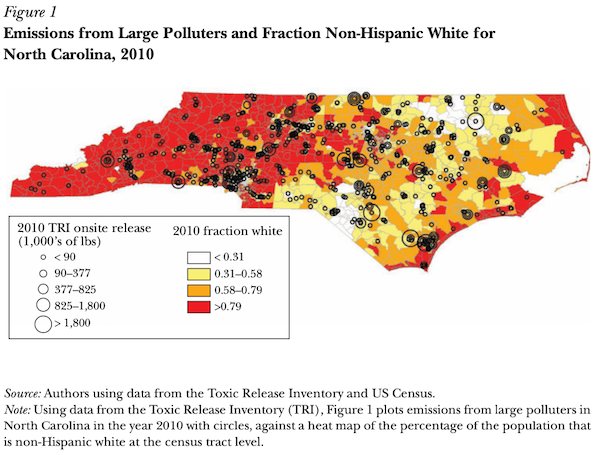 Figure 1
Emissions from Large Polluters and Fraction Non-Hispanic White for
North Carolina, 2010
2010 TRI onsite release
(1,000's of lbs)
< 90
90–377
377–825
825–1,800
> 1,800
2010 fraction white
< 0.31
0.31–0.58
0.58–0.79
>0.79
Source: Authors using data from the Toxic Release Inventory and US Census.
Note: Using data from the Toxic Release Inventory (TRI), Figure 1 plots emissions from large polluters in
North Carolina in the year 2010 with circles, against a heat map of the percentage of the population that
is non-Hispanic white at the census tract level.